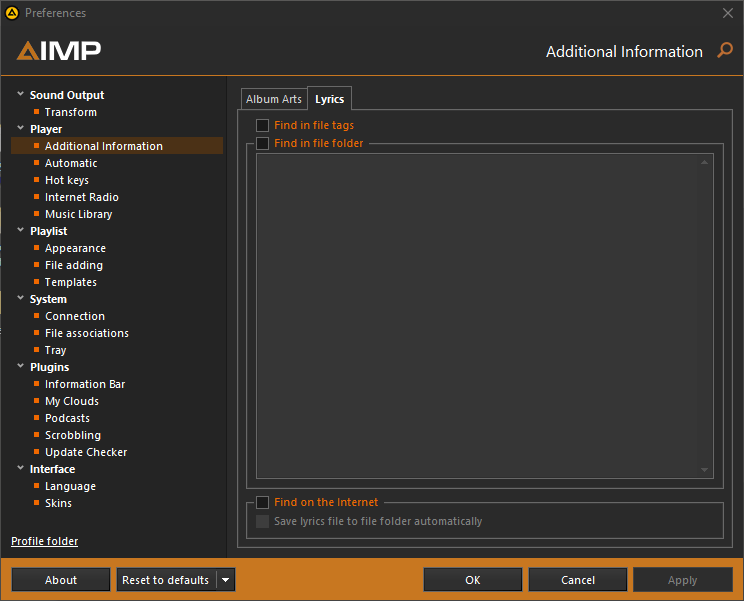 Preferences
AIMP
Additional Information
Sound Output
Transform
Player
Additional Information
Automatic
Hot keys
Internet Radio
Music Library
Playlist
Appearance
File adding
Templates
System
Connection
File associations
Tray
Plugins
Information Bar
My Clouds
Podcasts
Scrobbling
Update Checker
Interface
Language
Skins
Profile folder
Album Arts
Lyrics
Find in file tags
Find in file folder
Find on the Internet
Save lyrics file to file folder automatically
About
Reset to defaults
OK
Cancel
Apply